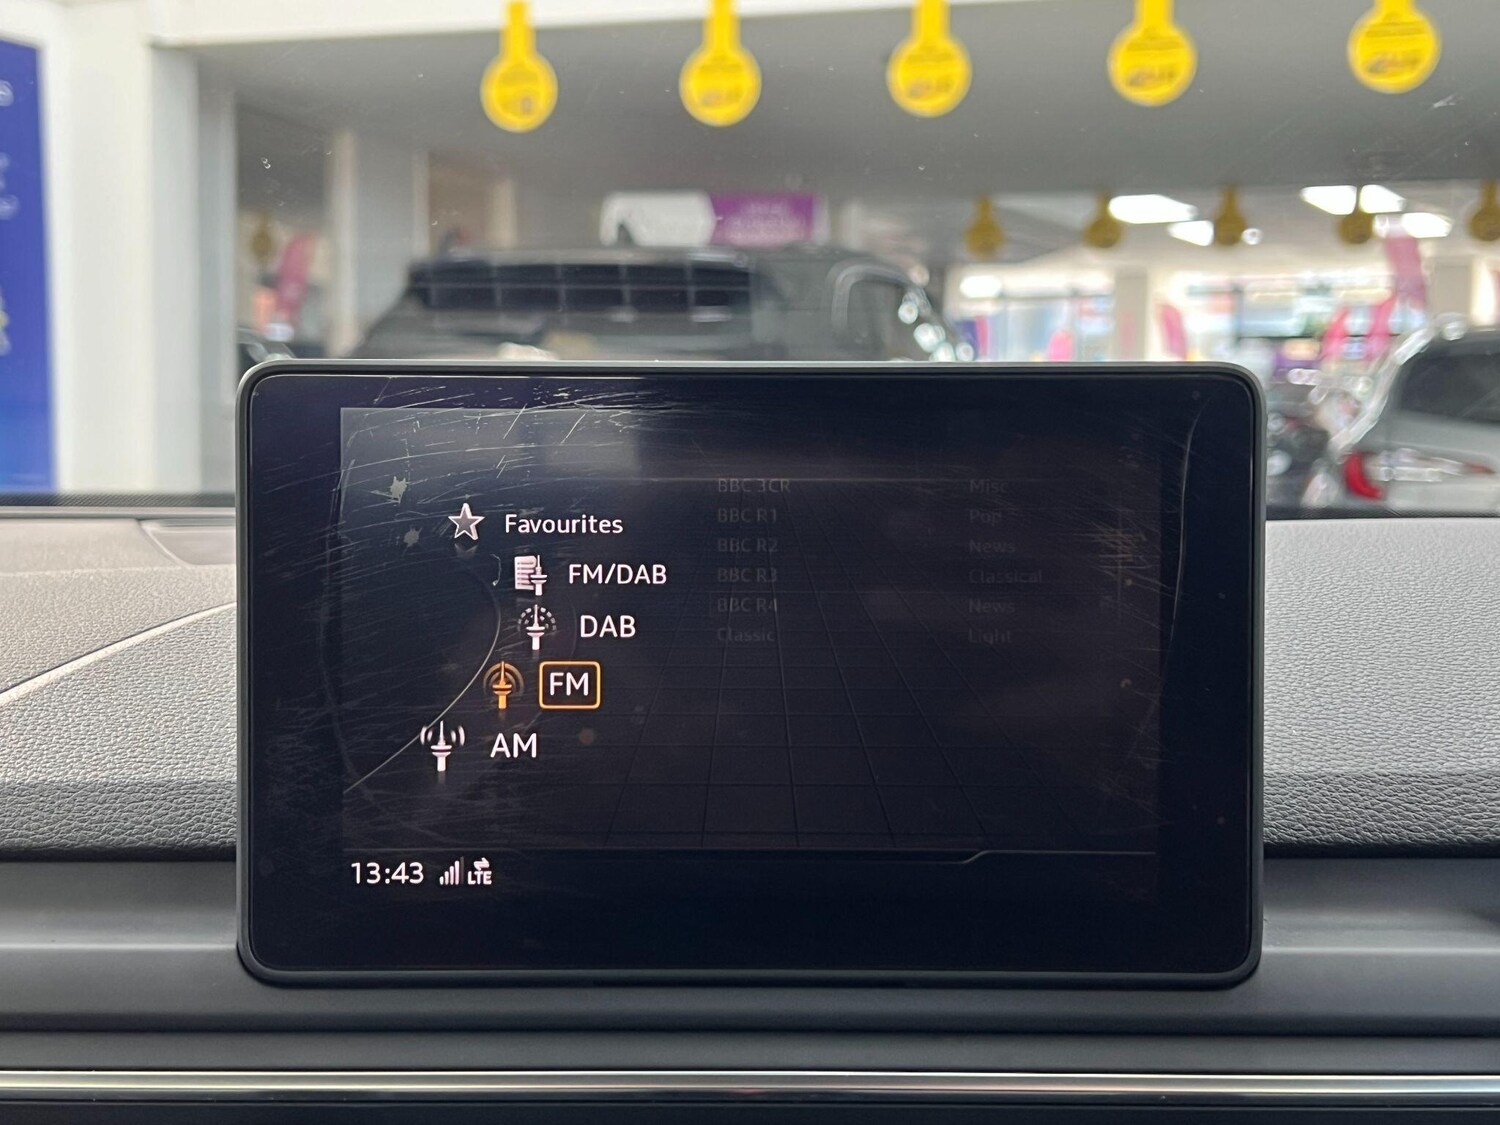 BBC 3CR Misc
Favourites
BBC R1 Pop
BBC R2 News
FM/DAB
BBC R3 Classical
BBC R4 News
DAB
Classic Light
FM
AM
13:43 LTE